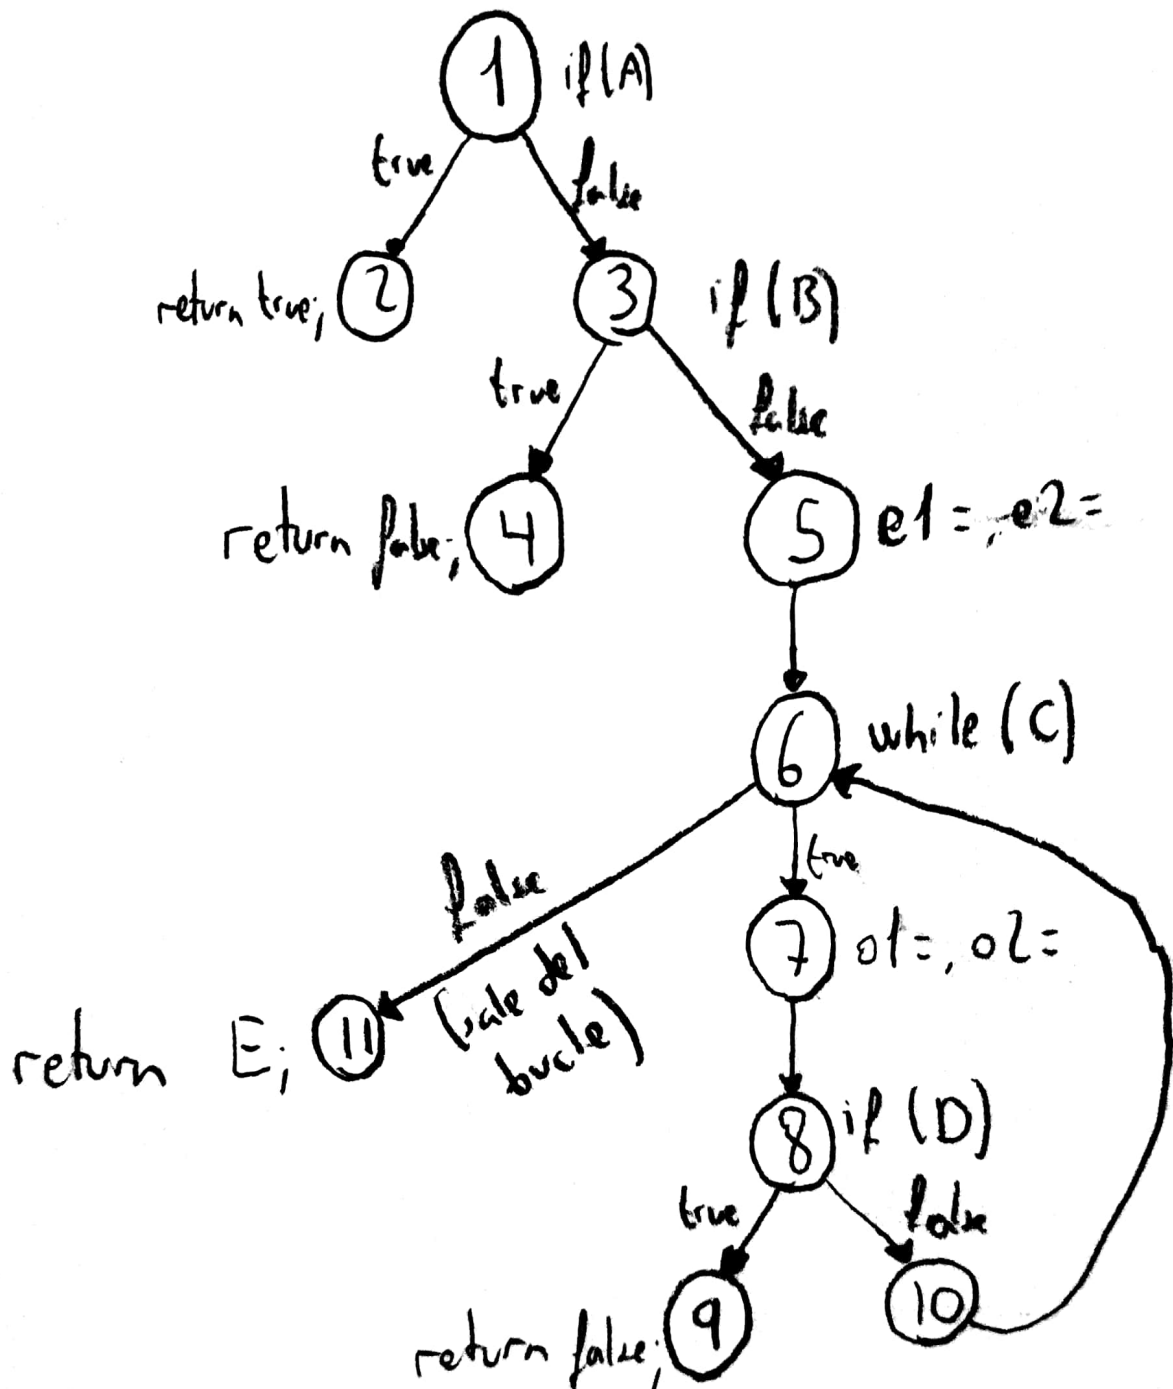 1 if(A)
true
false
return true; 2
3 if (B)
true
false
return false; 4
5 e1=, e2=
6 while (C)
true
false
(sale del
bucle)
7 o1=, o2=
return E; 11
8 if (D)
true
false
return false; 9
10